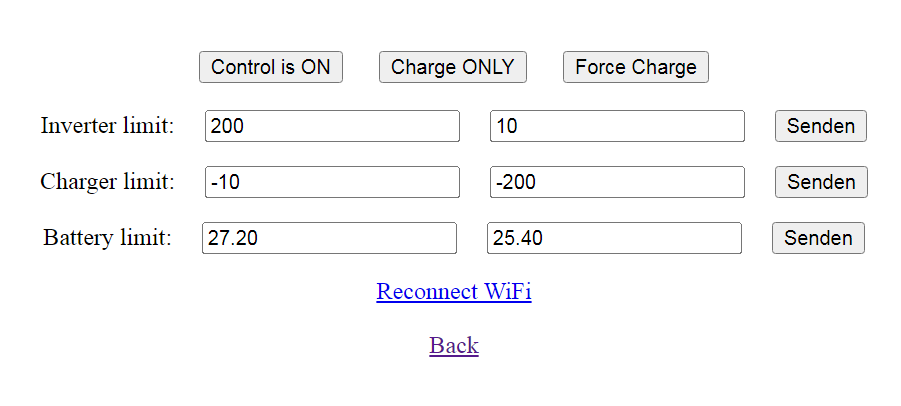 Control is ON Charge ONLY Force Charge
Inverter limit: 200 10 Senden
Charger limit: -10 -200 Senden
Battery limit: 27.20 25.40 Senden
Reconnect WiFi
Back